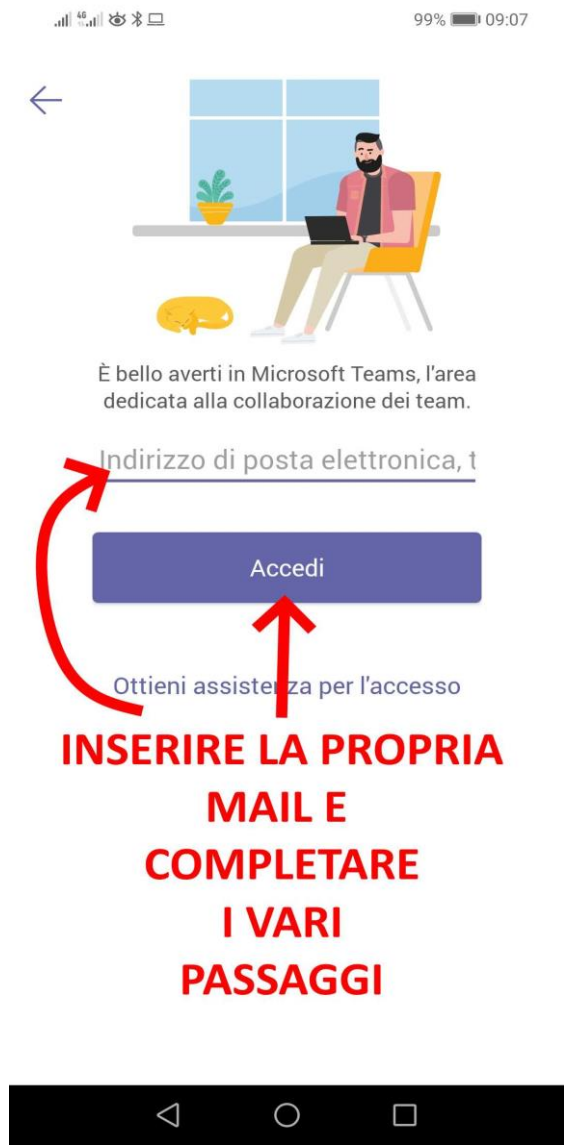 4G 99% 09:07
È bello averti in Microsoft Teams, l'area
dedicata alla collaborazione dei team.
Indirizzo di posta elettronica, t
Accedi
Ottieni assistenza per l'accesso
INSERIRE LA PROPRIA
MAIL E
COMPLETARE
I VARI
PASSAGGI